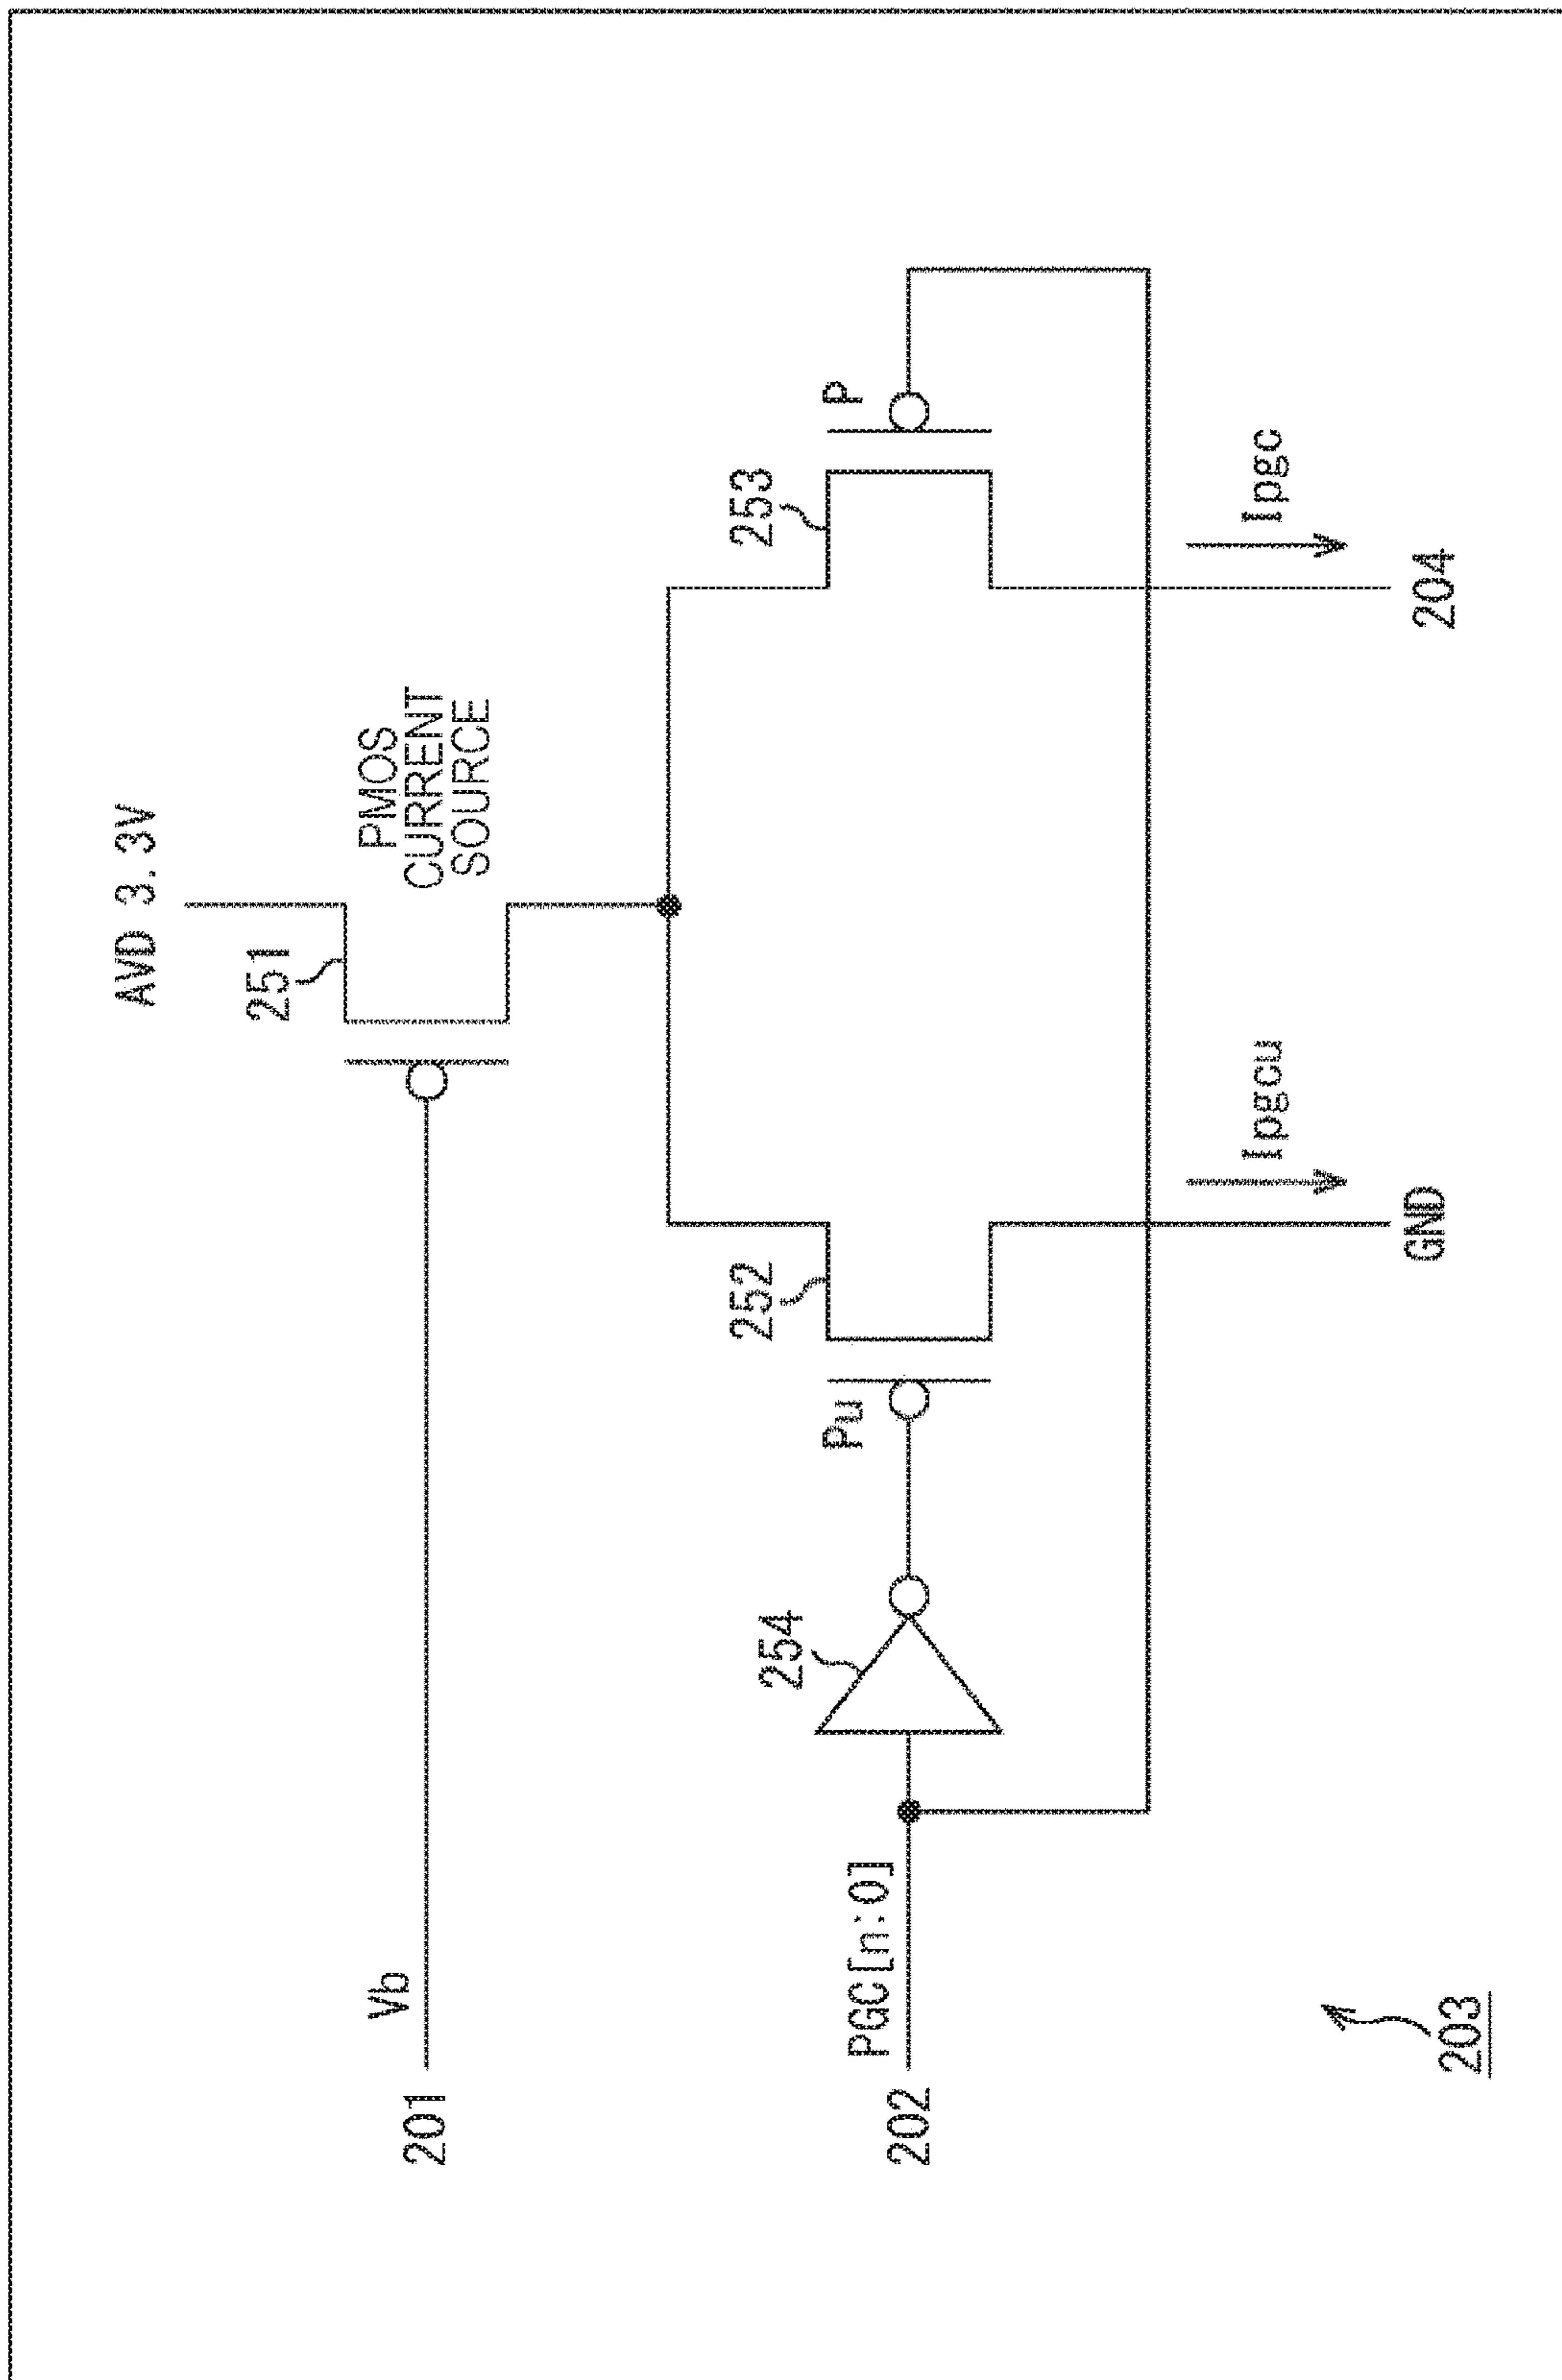 AVD 3. 3V
251
PMOS
CURRENT
SOURCE
Vb
201
252
253
Pu
P
254
PGC[n:0]
202
Ipgcu
Ipgc
GND
204
203